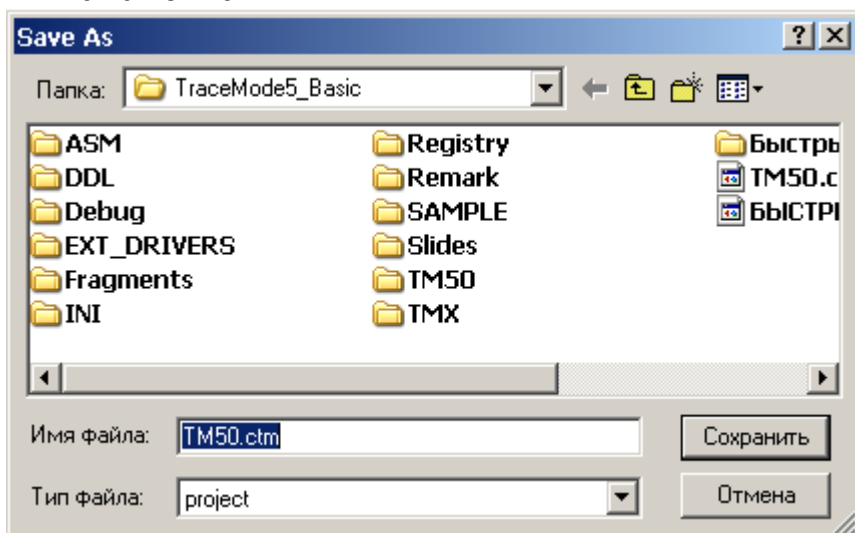 Save As
Папка: TraceMode5_Basic
ASM
DDL
Debug
EXT_DRIVERS
Fragments
INI
Registry
Remark
SAMPLE
Slides
TM50
TMX
Быстры
TM50.c
БЫСТРІ
Имя файла: TM50.ctm
Сохранить
Тип файла: project
Отмена